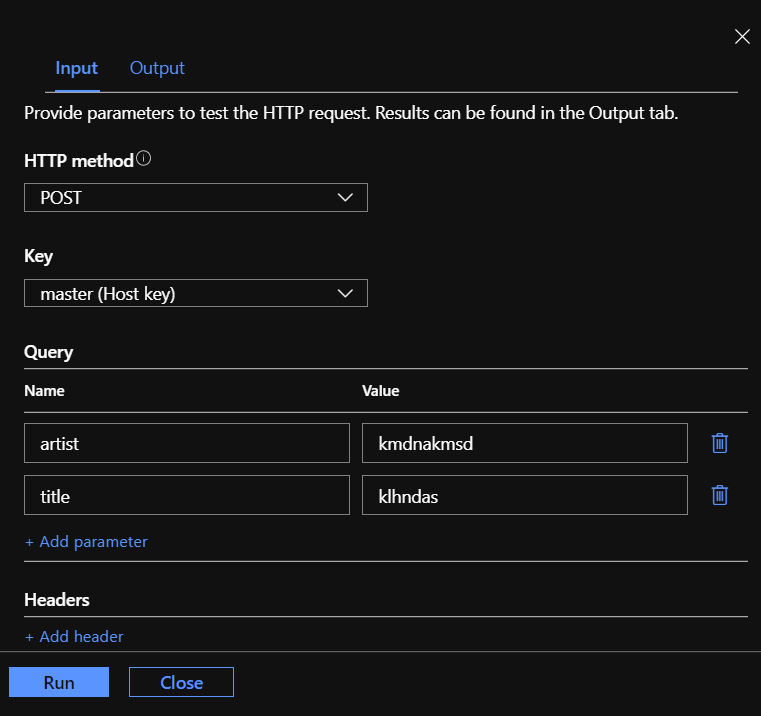 Input Output
Provide parameters to test the HTTP request. Results can be found in the Output tab.
HTTP method
POST
Key
master (Host key)
Query
Name Value
artist kmdnakmsd
title klhndas
+ Add parameter
Headers
+ Add header
Run Close